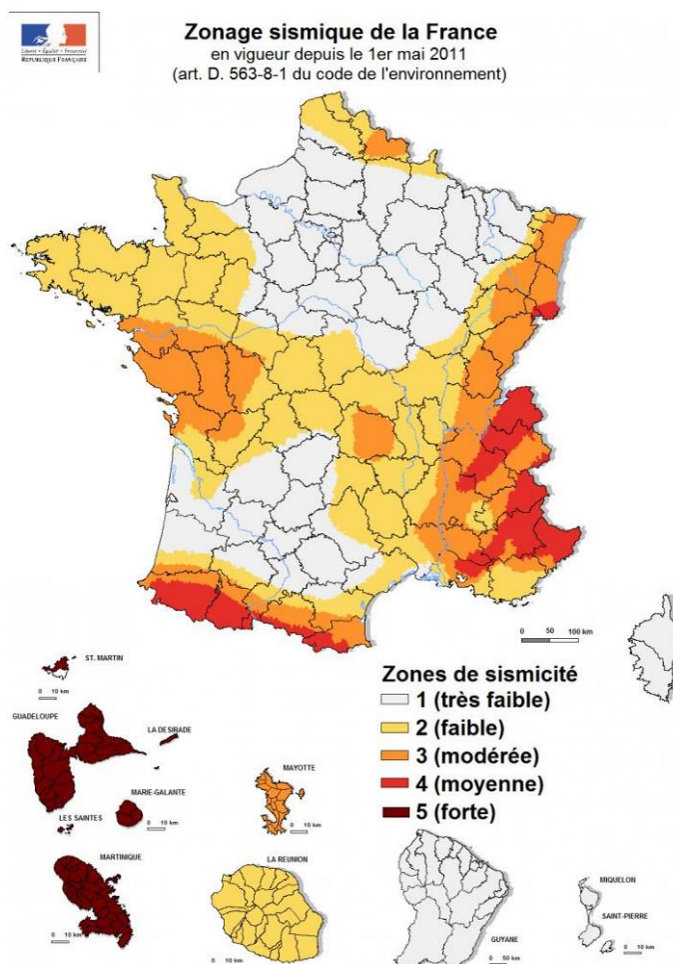 Liberté • Égalité • Fraternité
RÉPUBLIQUE FRANÇAISE
Zonage sismique de la France
en vigueur depuis le 1er mai 2011
(art. D. 563-8-1 du code de l'environnement)
0 50 100 km
ST. MARTIN
0 10 km
GUADELOUPE
LA DESIRADE
MARIE-GALANTE
0 10 km
LES SAINTES
0 10 km
MARTINIQUE
0 10 km
MAYOTTE
0 10 km
LA REUNION
0 10 km
Zones de sismicité
1 (très faible)
2 (faible)
3 (modérée)
4 (moyenne)
5 (forte)
GUYANE
0 50 km
MIQUELON
SAINT-PIERRE
0 10 km